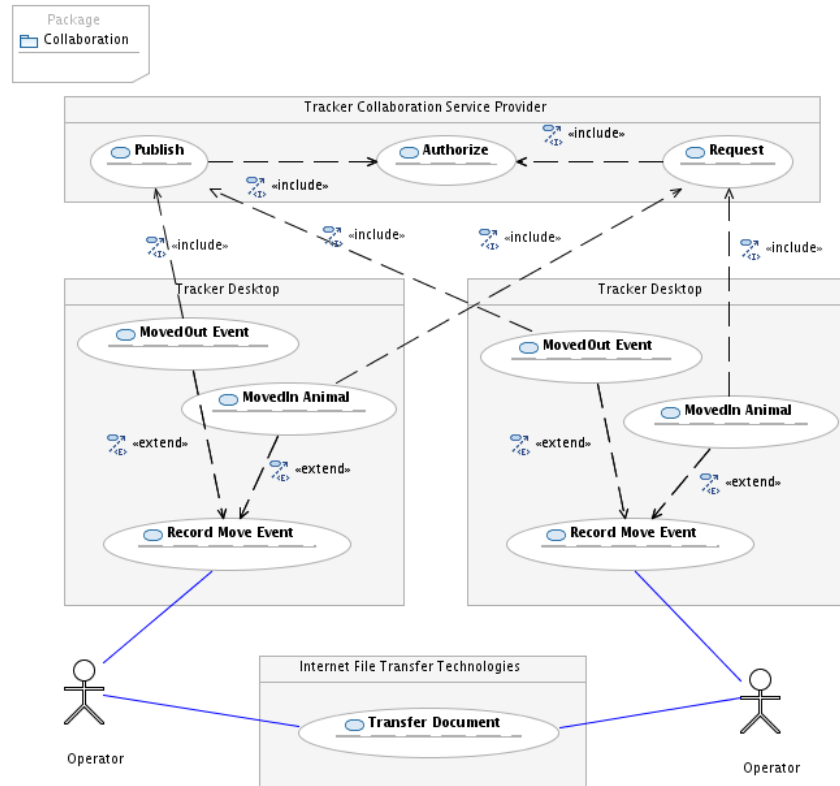 Package
Collaboration
Tracker Collaboration Service Provider
Publish
Authorize
Request
«include»
«include»
«include»
«include»
«include»
«include»
Tracker Desktop
Tracker Desktop
MovedOut Event
MovedOut Event
MovedIn Animal
MovedIn Animal
«extend»
«extend»
«extend»
«extend»
Record Move Event
Record Move Event
Internet File Transfer Technologies
Transfer Document
Operator
Operator